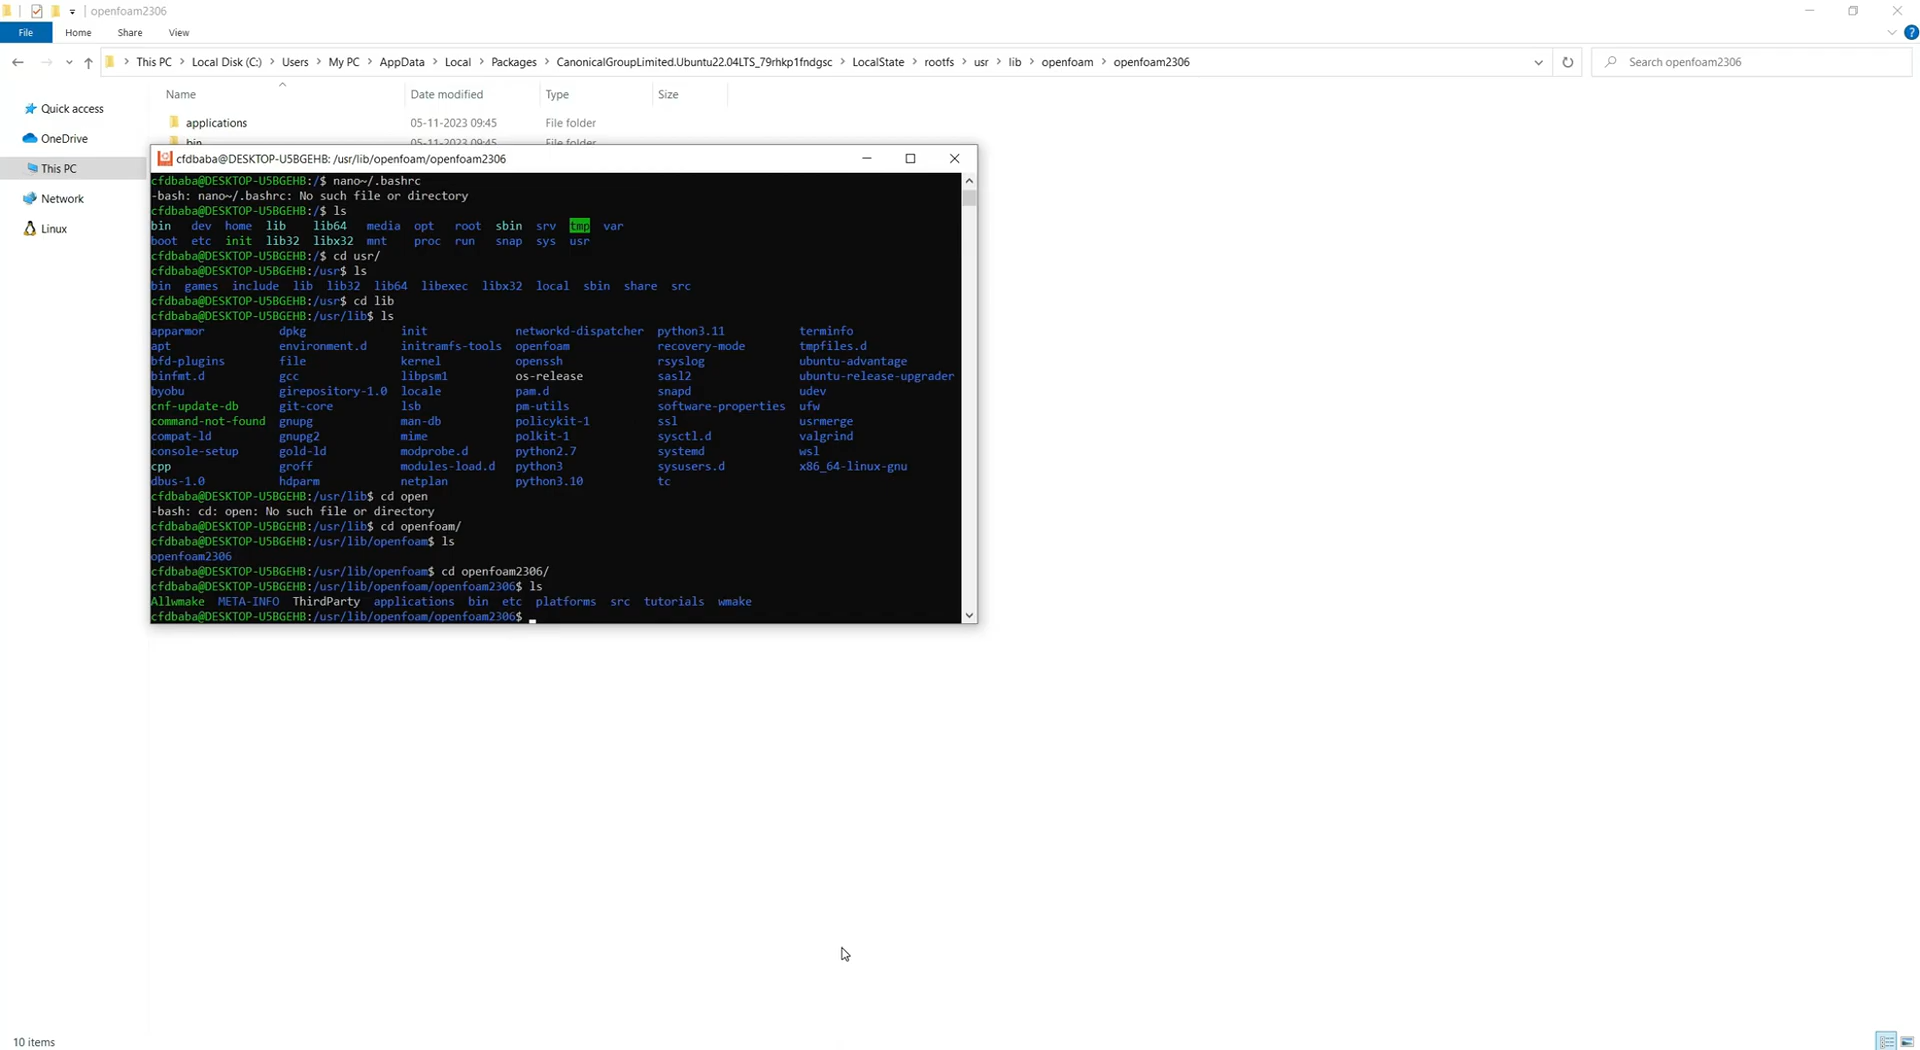 openfoam2306
File Home Share View
This PC Local Disk (C:) Users My PC AppData Local Packages CanonicalGroupLimited.Ubuntu22.04LTS_79rhkp1fndgsc LocalState rootfs usr lib openfoam openfoam2306 Search openfoam2306
Name Date modified Type Size
Quick access
OneDrive
This PC
Network
Linux
applications 05-11-2023 09:45 File folder
bin 05-11-2023 09:45 File folder
cfdbaba@DESKTOP-U5BGEHB: /usr/lib/openfoam/openfoam2306
cfdbaba@DESKTOP-U5BGEHB:/$ nano~/.bashrc
-bash: nano~/.bashrc: No such file or directory
cfdbaba@DESKTOP-U5BGEHB:/$ ls
bin dev home lib lib64 media opt root sbin srv tmp var
boot etc init lib32 libx32 mnt proc run snap sys usr
cfdbaba@DESKTOP-U5BGEHB:/$ cd usr/
cfdbaba@DESKTOP-U5BGEHB:/usr$ ls
bin games include lib lib32 lib64 libexec libx32 local sbin share src
cfdbaba@DESKTOP-U5BGEHB:/usr$ cd lib
cfdbaba@DESKTOP-U5BGEHB:/usr/lib$ ls
apparmor dpkg init networkd-dispatcher python3.11 terminfo
apt environment.d initramfs-tools openfoam recovery-mode tmpfiles.d
bfd-plugins file kernel openssh rsyslog ubuntu-advantage
binfmt.d gcc libpsm1 os-release sasl2 ubuntu-release-upgrader
byobu girepository-1.0 locale pam.d snapd udev
cnf-update-db git-core lsb pm-utils software-properties ufw
command-not-found gnupg man-db policykit-1 ssl usrmerge
compat-ld gnupg2 mime polkit-1 sysctl.d valgrind
console-setup gold-ld modprobe.d python2.7 systemd wsl
cpp groff modules-load.d python3 sysusers.d x86_64-linux-gnu
dbus-1.0 hdparm netplan python3.10 tc
cfdbaba@DESKTOP-U5BGEHB:/usr/lib$ cd open
-bash: cd: open: No such file or directory
cfdbaba@DESKTOP-U5BGEHB:/usr/lib$ cd openfoam/
cfdbaba@DESKTOP-U5BGEHB:/usr/lib/openfoam$ ls
openfoam2306
cfdbaba@DESKTOP-U5BGEHB:/usr/lib/openfoam$ cd openfoam2306/
cfdbaba@DESKTOP-U5BGEHB:/usr/lib/openfoam/openfoam2306$ ls
Allwmake META-INFO ThirdParty applications bin etc platforms src tutorials wmake
cfdbaba@DESKTOP-U5BGEHB:/usr/lib/openfoam/openfoam2306$
10 items